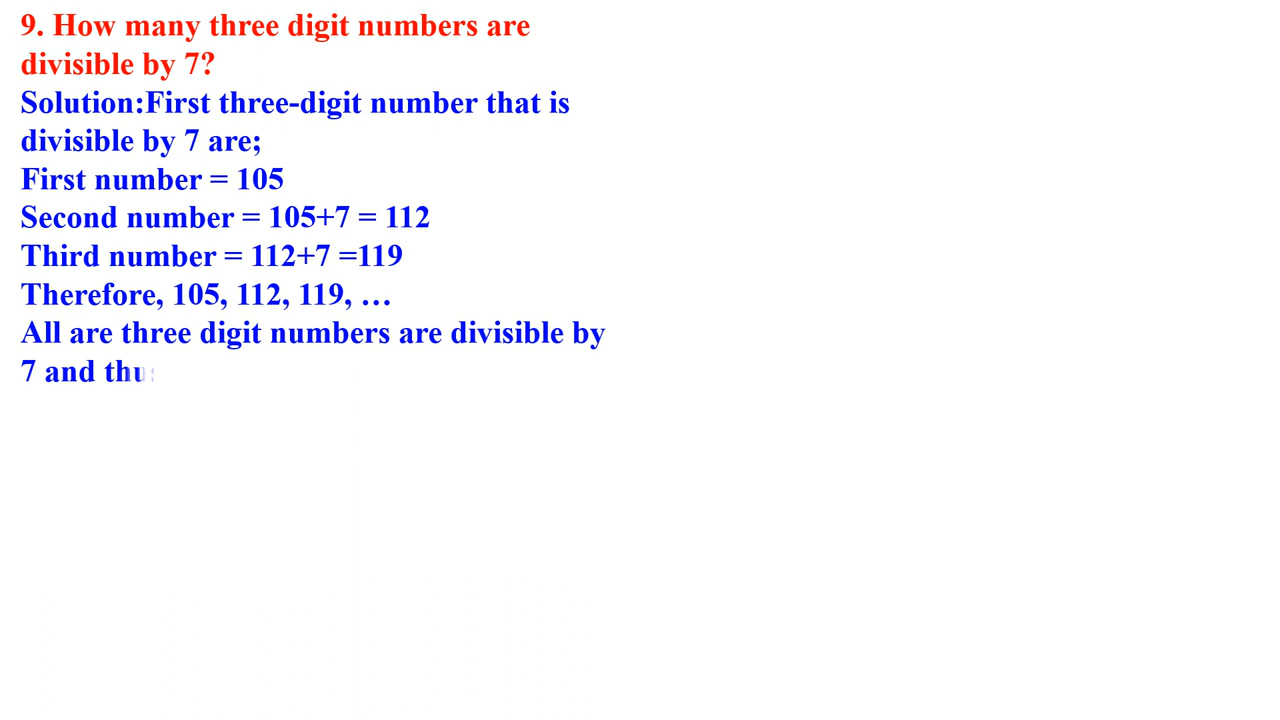 9. How many three digit numbers are
divisible by 7?
Solution:First three-digit number that is
divisible by 7 are;
First number = 105
Second number = 105+7 = 112
Third number = 112+7 =119
Therefore, 105, 112, 119, …
All are three digit numbers are divisible by
7 and thus